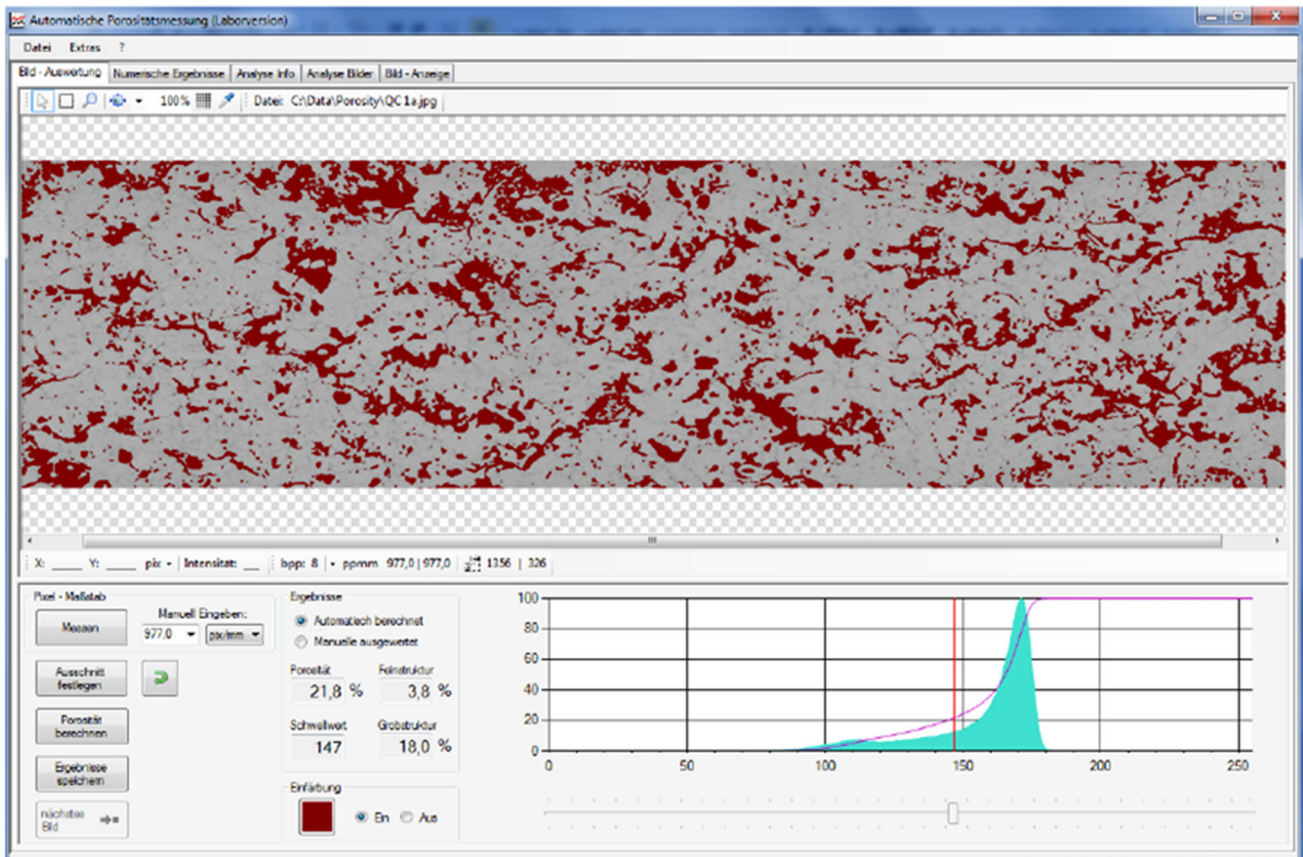 Automatische Porositätsmessung (Laborversion)
Datei Extras ?
Bild - Auswertung Numerische Ergebnisse Analyse Info Analyse Bilder Bild - Anzeige
100% Datei: C:\Data\Porosity\QC 1a.jpg
X: Y: pix Intensität: bpp: 8 ppmm 977,0 | 977,0 1356 | 326
Pixel - Maßstab
Messen
Manuell Eingeben:
977,0 pix/mm
Ausschnitt
festlegen
Porosität
berechnen
Ergebnisse
speichern
nächstes
Bild
Ergebnisse
Automatisch berechnet
Manuelle ausgewertet
Porosität Feinstruktur
21,8 % 3,8 %
Schwellwert Grobstruktur
147 18,0 %
Einfärbung
Ein Aus
100
80
60
40
20
0
0 50 100 150 200 250